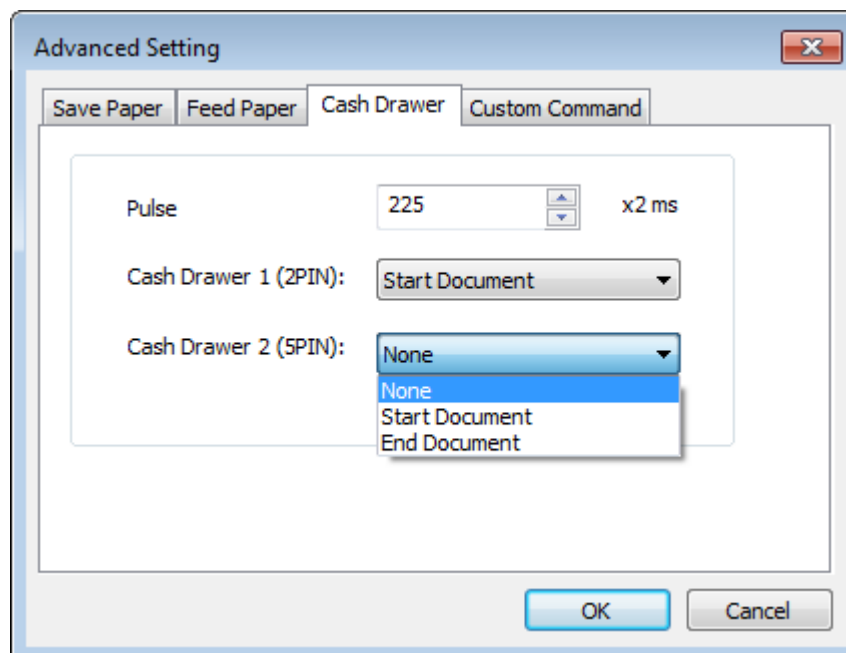 Advanced Setting
Save Paper Feed Paper Cash Drawer Custom Command
Pulse 225 x2 ms
Cash Drawer 1 (2PIN): Start Document
Cash Drawer 2 (5PIN): None
None
Start Document
End Document
OK Cancel